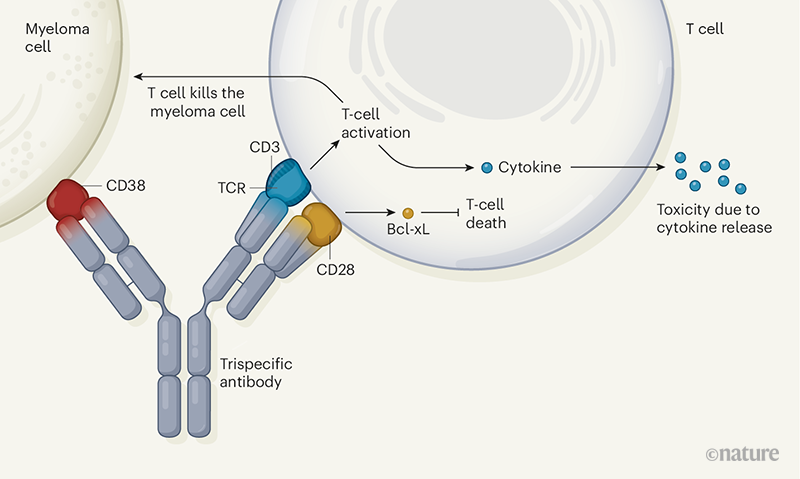 Myeloma
cell
T cell
T cell kills the
myeloma cell
T-cell
activation
CD3
TCR
CD38
Cytokine
Bcl-xL
T-cell
death
CD28
Toxicity due to
cytokine release
Trispecific
antibody
©nature